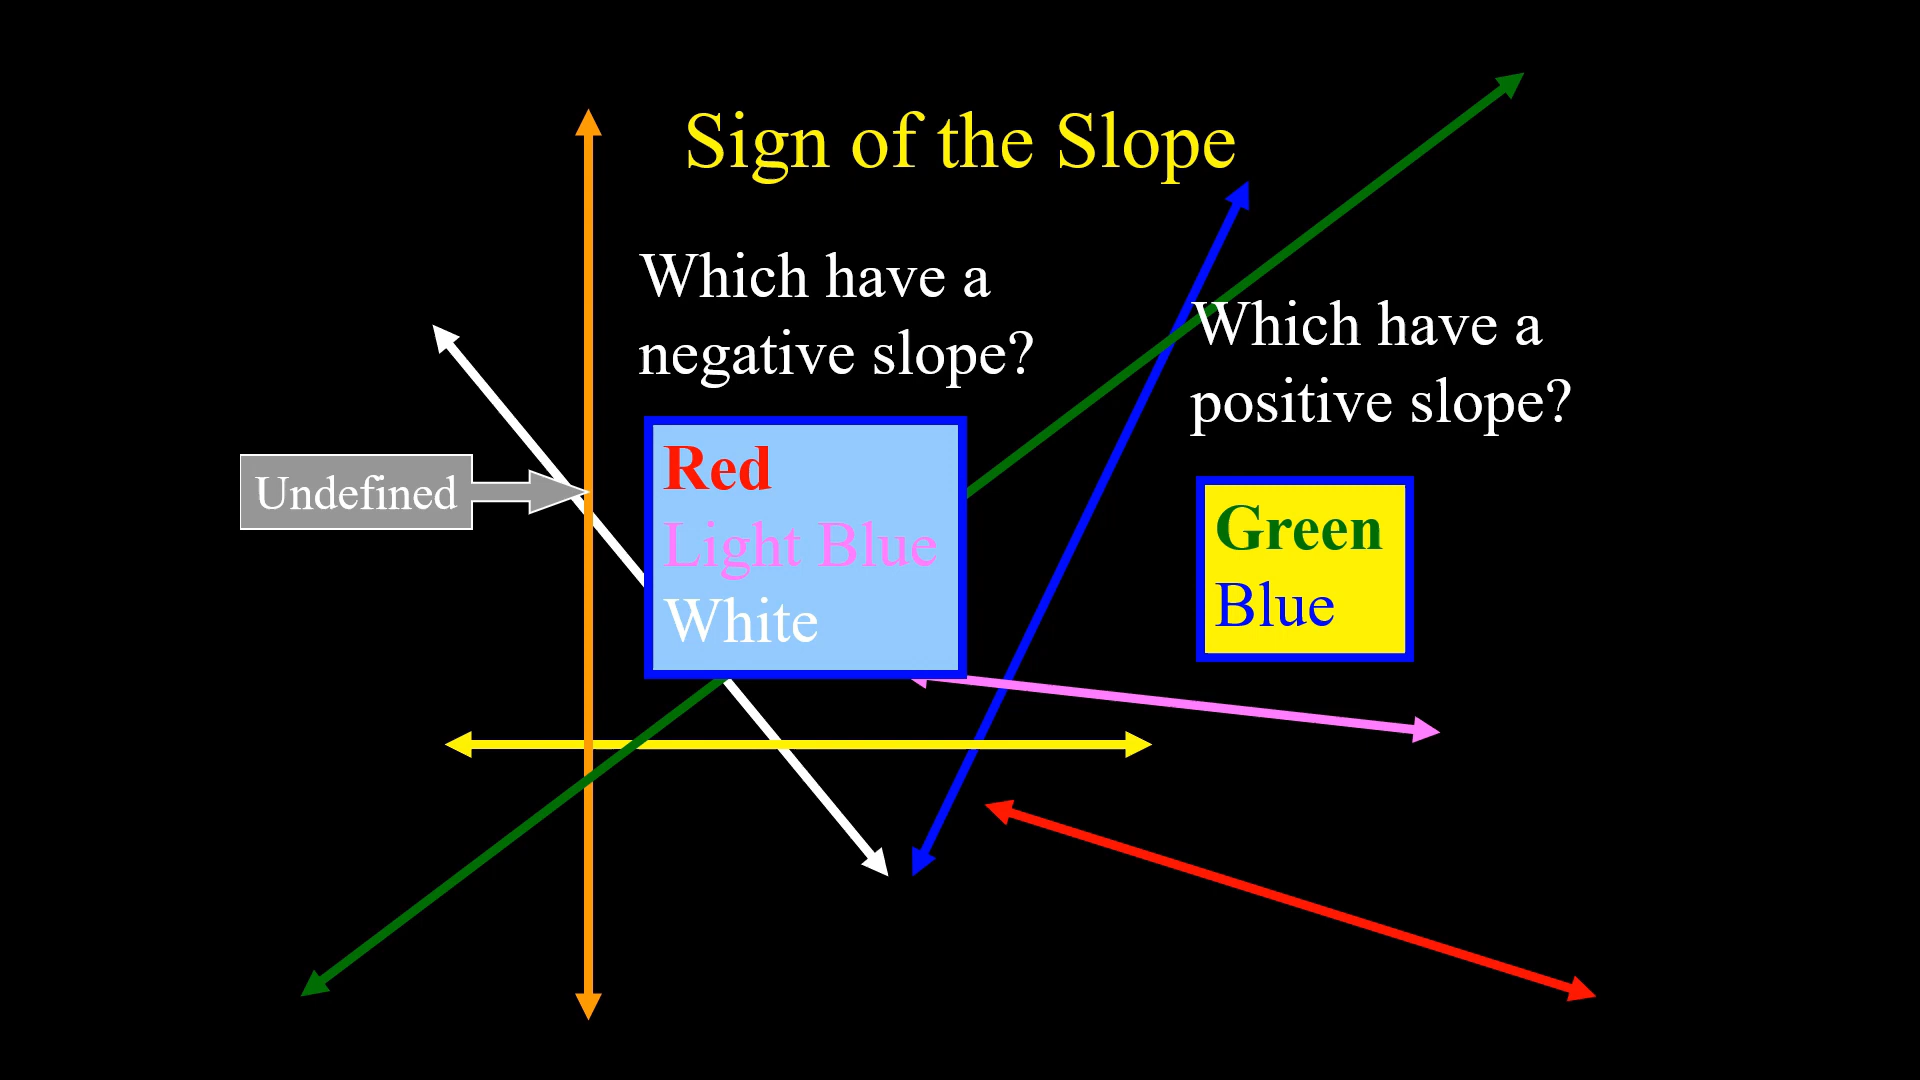 Sign of the Slope
Which have a
negative slope?
Which have a
positive slope?
Undefined
Red
Light Blue
White
Green
Blue